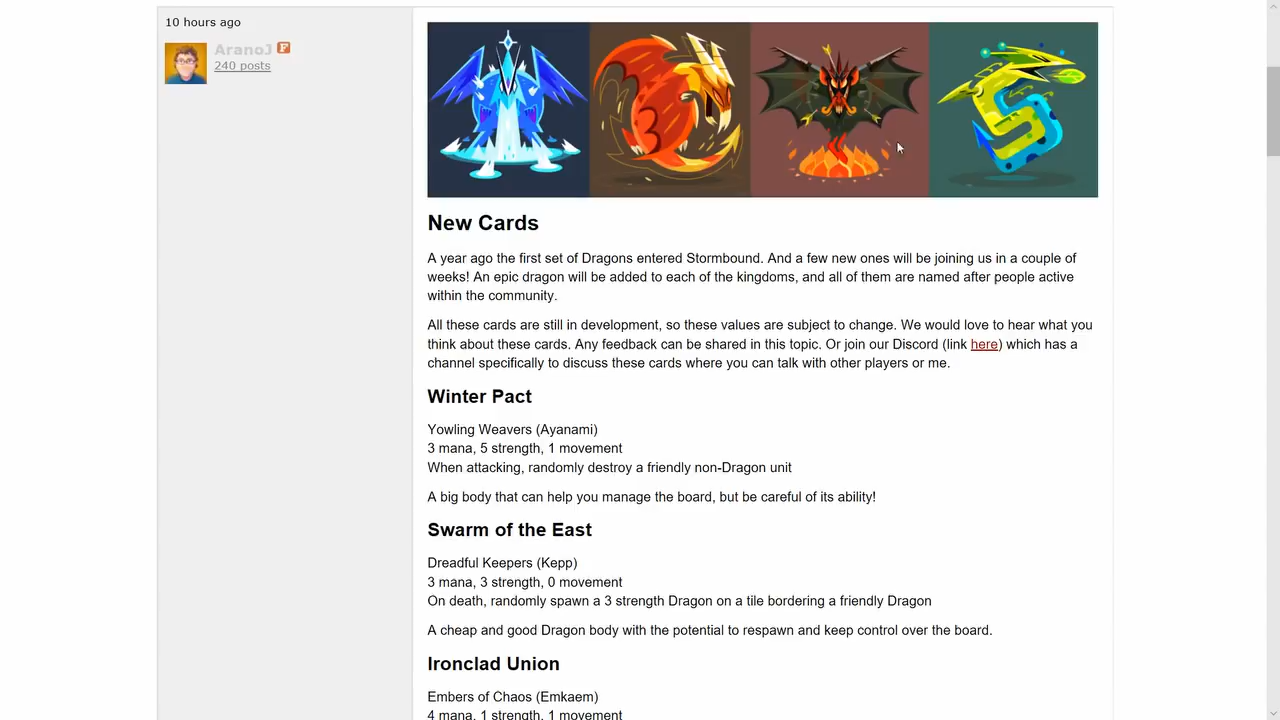 10 hours ago
AranoJ F
240 posts
New Cards
A year ago the first set of Dragons entered Stormbound. And a few new ones will be joining us in a couple of
weeks! An epic dragon will be added to each of the kingdoms, and all of them are named after people active
within the community.
All these cards are still in development, so these values are subject to change. We would love to hear what you
think about these cards. Any feedback can be shared in this topic. Or join our Discord (link here) which has a
channel specifically to discuss these cards where you can talk with other players or me.
Winter Pact
Yowling Weavers (Ayanami)
3 mana, 5 strength, 1 movement
When attacking, randomly destroy a friendly non-Dragon unit
A big body that can help you manage the board, but be careful of its ability!
Swarm of the East
Dreadful Keepers (Kepp)
3 mana, 3 strength, 0 movement
On death, randomly spawn a 3 strength Dragon on a tile bordering a friendly Dragon
A cheap and good Dragon body with the potential to respawn and keep control over the board.
Ironclad Union
Embers of Chaos (Emkaem)
4 mana, 1 strength, 1 movement